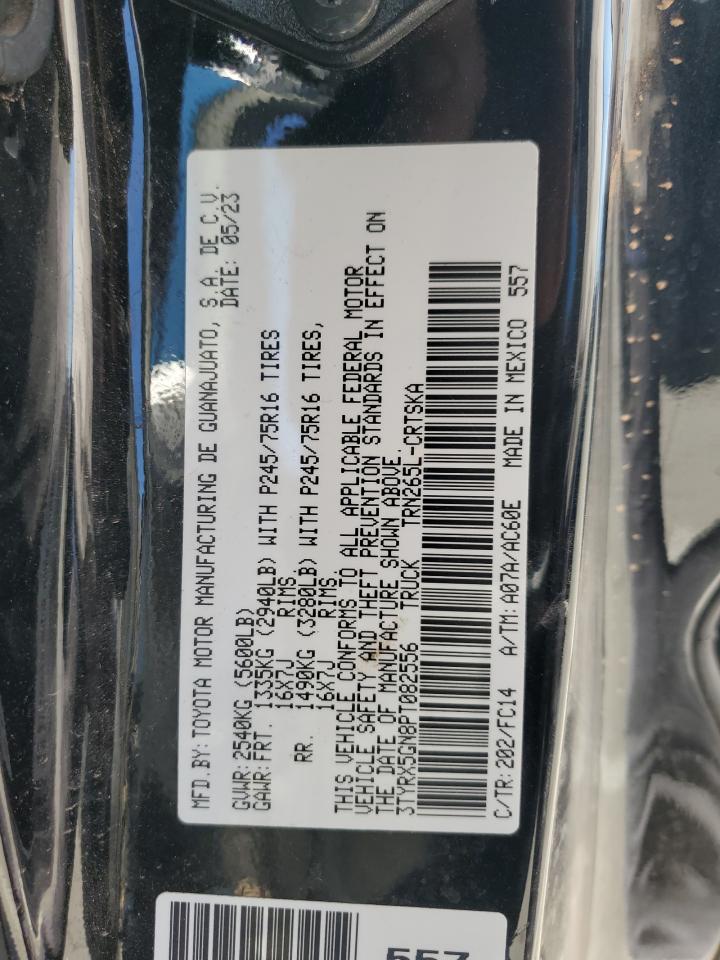 MFD.BY:TOYOTA MOTOR MANUFACTURING DE GUANAJUATO, S.A. DE C.V.
DATE: 05/23
GVWR:2540KG (5600LB)
GAWR:FRT. 1335KG (2940LB) WITH P245/75R16 TIRES
16X7J RIMS
RR. 1490KG (3280LB) WITH P245/75R16 TIRES,
16X7J RIMS.
THIS VEHICLE CONFORMS TO ALL APPLICABLE FEDERAL MOTOR
VEHICLE SAFETY AND THEFT PREVENTION STANDARDS IN EFFECT ON
THE DATE OF MANUFACTURE SHOWN ABOVE.
3TYRX5GN8PT082556 TRUCK TRN265L-CRTSKA
C/TR:202/FC14 A/TM:A07A/AC60E MADE IN MEXICO 557
557